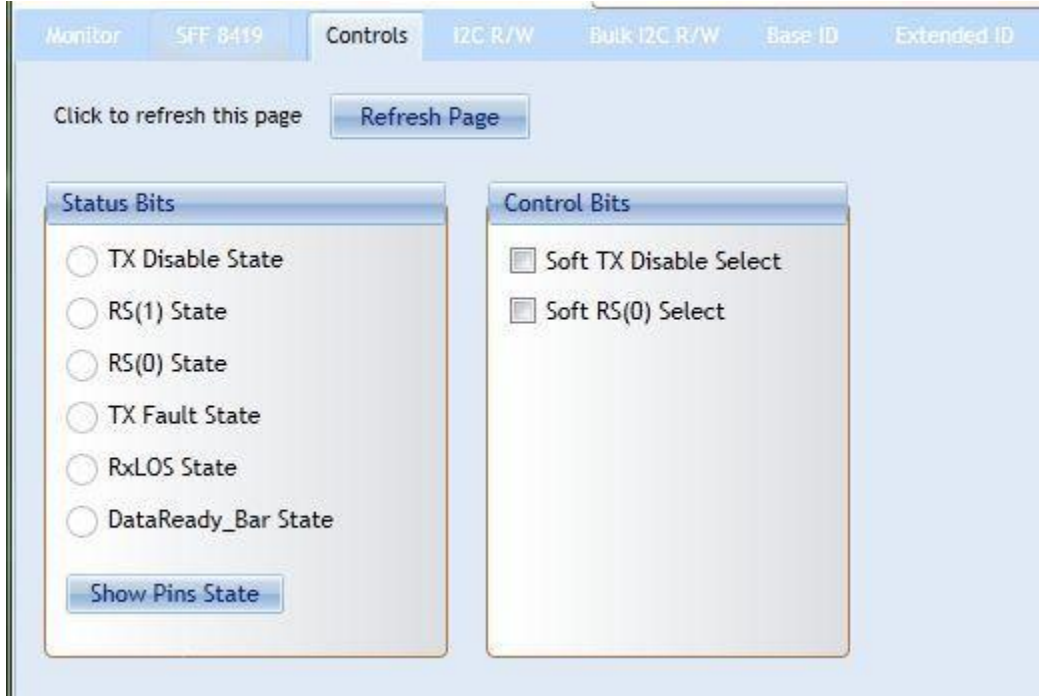 Monitor SFF 8419 Controls I2C R/W Bulk I2C R/W Base ID Extended ID
Click to refresh this page Refresh Page
Status Bits
TX Disable State
RS(1) State
RS(0) State
TX Fault State
RxLOS State
DataReady_Bar State
Show Pins State
Control Bits
Soft TX Disable Select
Soft RS(0) Select